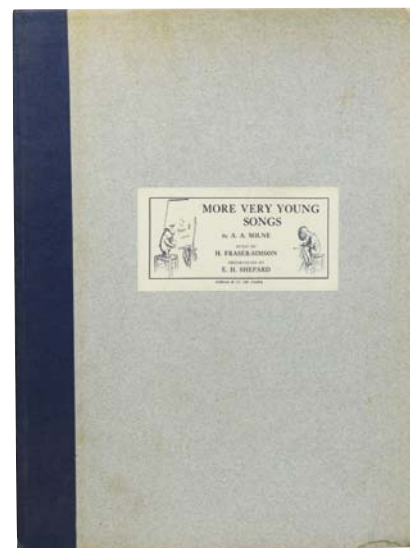 MORE VERY YOUNG
SONGS
by A. A. MILNE
MUSIC BY
H. FRASER-SIMSON
DECORATIONS BY
E. H. SHEPARD